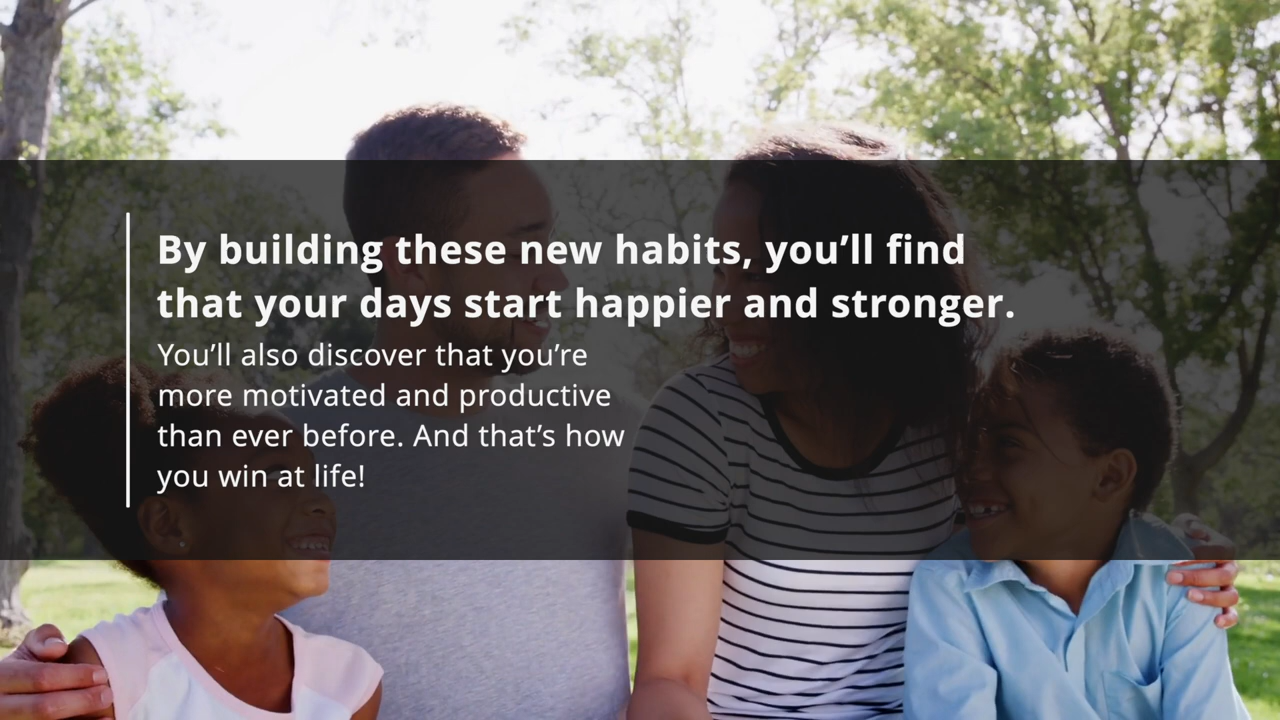 By building these new habits, you’ll find
that your days start happier and stronger.
You’ll also discover that you’re
more motivated and productive
than ever before. And that’s how
you win at life!